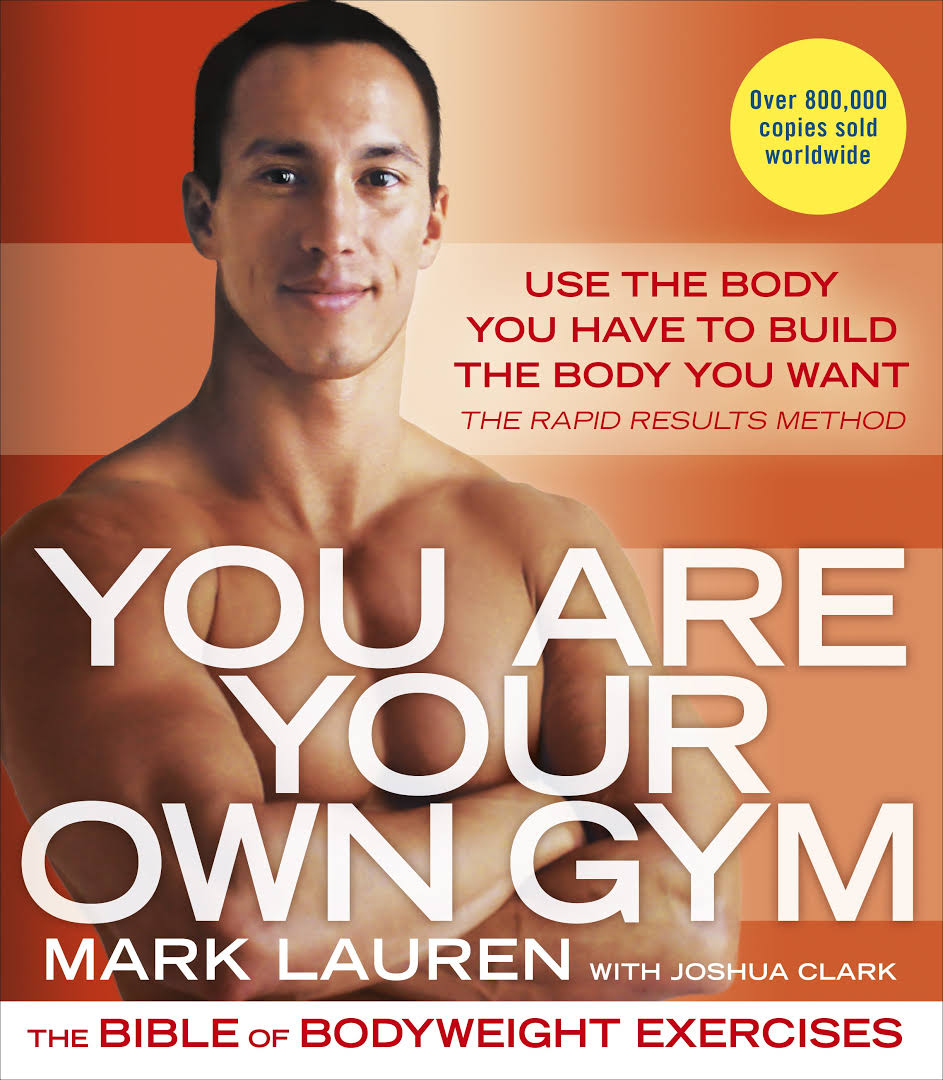 Over 800,000
copies sold
worldwide
USE THE BODY
YOU HAVE TO BUILD
THE BODY YOU WANT
THE RAPID RESULTS METHOD
YOU ARE
YOUR
OWN GYM
MARK LAUREN WITH JOSHUA CLARK
THE BIBLE OF BODYWEIGHT EXERCISES